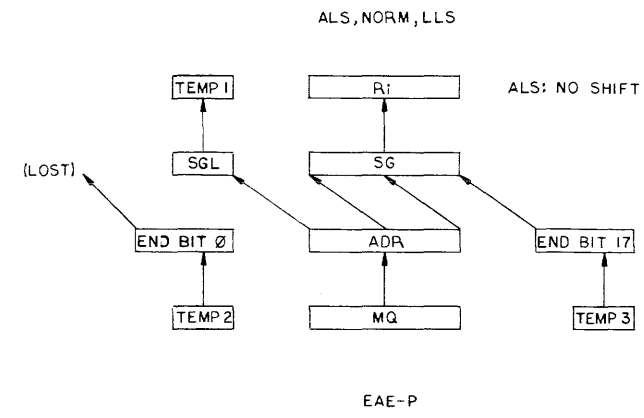 ALS, NORM, LLS
TEMP 1
Ri
ALS: NO SHIFT
SGL
SG
(LOST)
END BIT Ø
ADR
END BIT 17
TEMP 2
MQ
TEMP 3
EAE-P